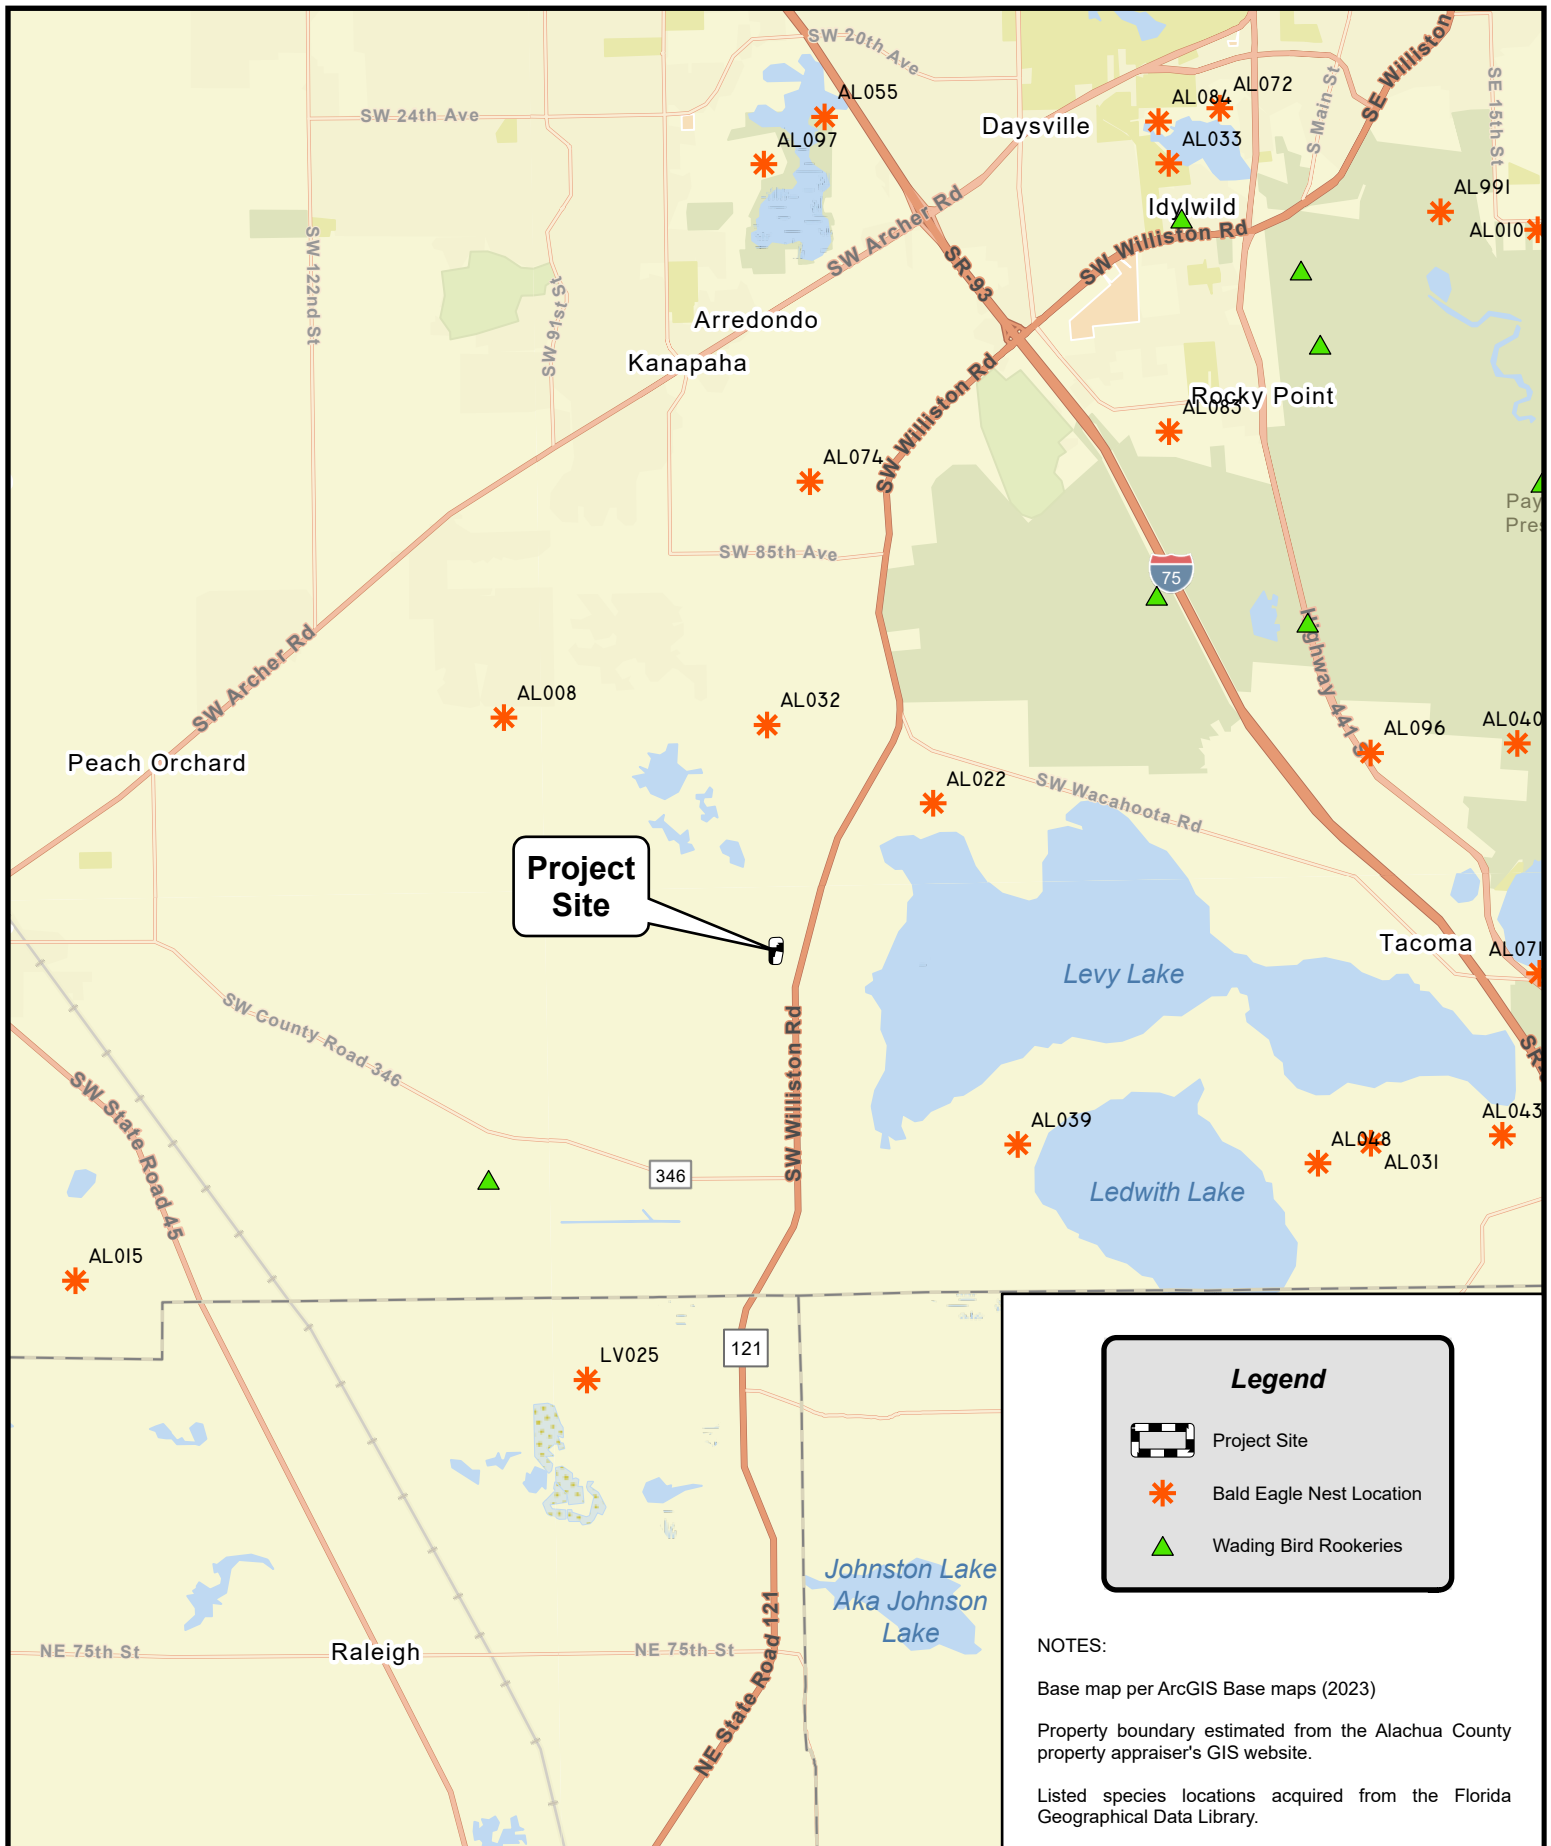 SW 20th Ave
SE Williston
AL055
SW 24th Ave
AL084
AL072
S Main St
SE 15th St
Daysville
AL097
AL033
AL991
SW Archer Rd
Idylwild
AL010
SW Williston Rd
SW 122nd St
SR-93
SW 91st St
Arredondo
Kanapaha
SW Williston Rd
Rocky Point
AL083
AL074
Pay
Pres
SW 85th Ave
75
SW Archer Rd
Highway 441 S
AL008
AL032
AL096
AL040
Peach Orchard
AL022
SW Wacahoota Rd
Project
Site
Tacoma
AL071
Levy Lake
SW County Road 346
SW Williston Rd
SR-
SW State Road 45
AL039
AL048
AL043
AL031
346
Ledwith Lake
AL015
121
LV025
Johnston Lake
Aka Johnson
Lake
NE 75th St
Raleigh
NE 75th St
NE State Road 121
Legend
Project Site
Bald Eagle Nest Location
Wading Bird Rookeries
NOTES:
Base map per ArcGIS Base maps (2023)
Property boundary estimated from the Alachua County
property appraiser's GIS website.
Listed species locations acquired from the Florida
Geographical Data Library.